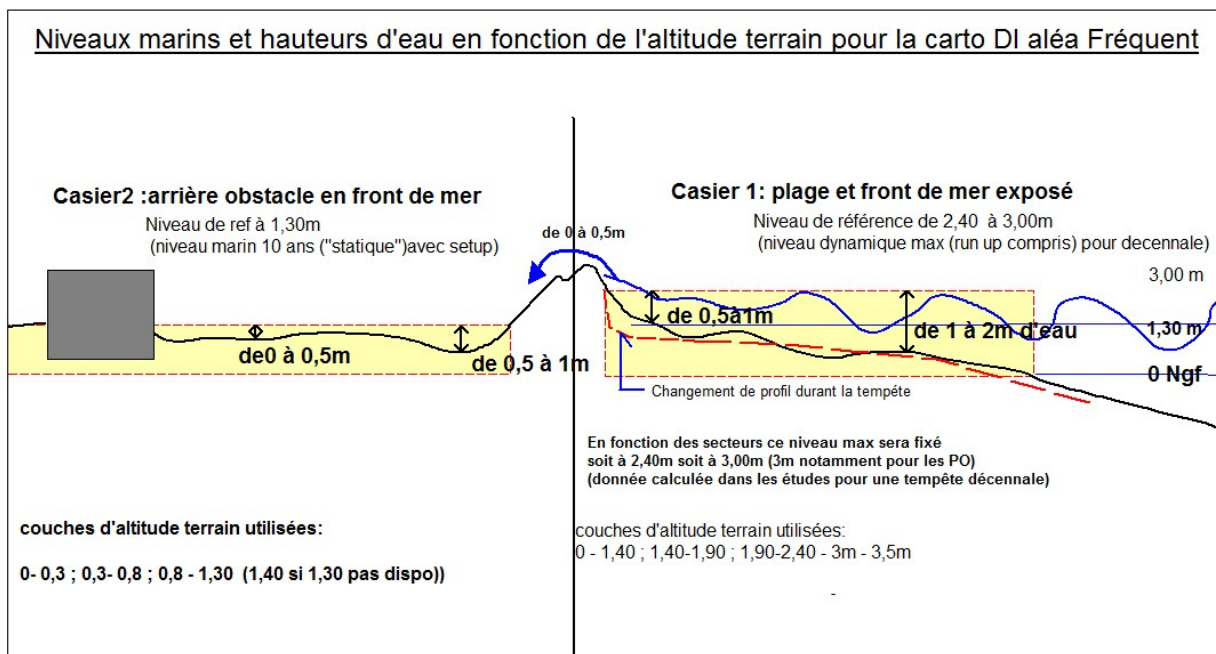 Niveaux marins et hauteurs d'eau en fonction de l'altitude terrain pour la carto DI aléa Fréquent
Casier2 :arrière obstacle en front de mer
Niveau de ref à 1,30m
(niveau marin 10 ans ("statique")avec setup)
de 0 à 0,5m
Casier 1: plage et front de mer exposé
Niveau de référence de 2,40 à 3,00m
(niveau dynamique max (run up compris) pour decennale)
3,00 m
de 0,5à1m
de 1 à 2m d'eau
1,30 m
de0 à 0,5m
de 0,5 à 1m
0 Ngf
Changement de profil durant la tempéte
En fonction des secteurs ce niveau max sera fixé
soit à 2,40m soit à 3,00m (3m notamment pour les PO)
(donnée calculée dans les études pour une tempête décennale)
couches d'altitude terrain utilisées:
0- 0,3 ; 0,3- 0,8 ; 0,8 - 1,30 (1,40 si 1,30 pas dispo))
couches d'altitude terrain utilisées:
0 - 1,40 ; 1,40-1,90 ; 1,90-2,40 - 3m - 3,5m
-